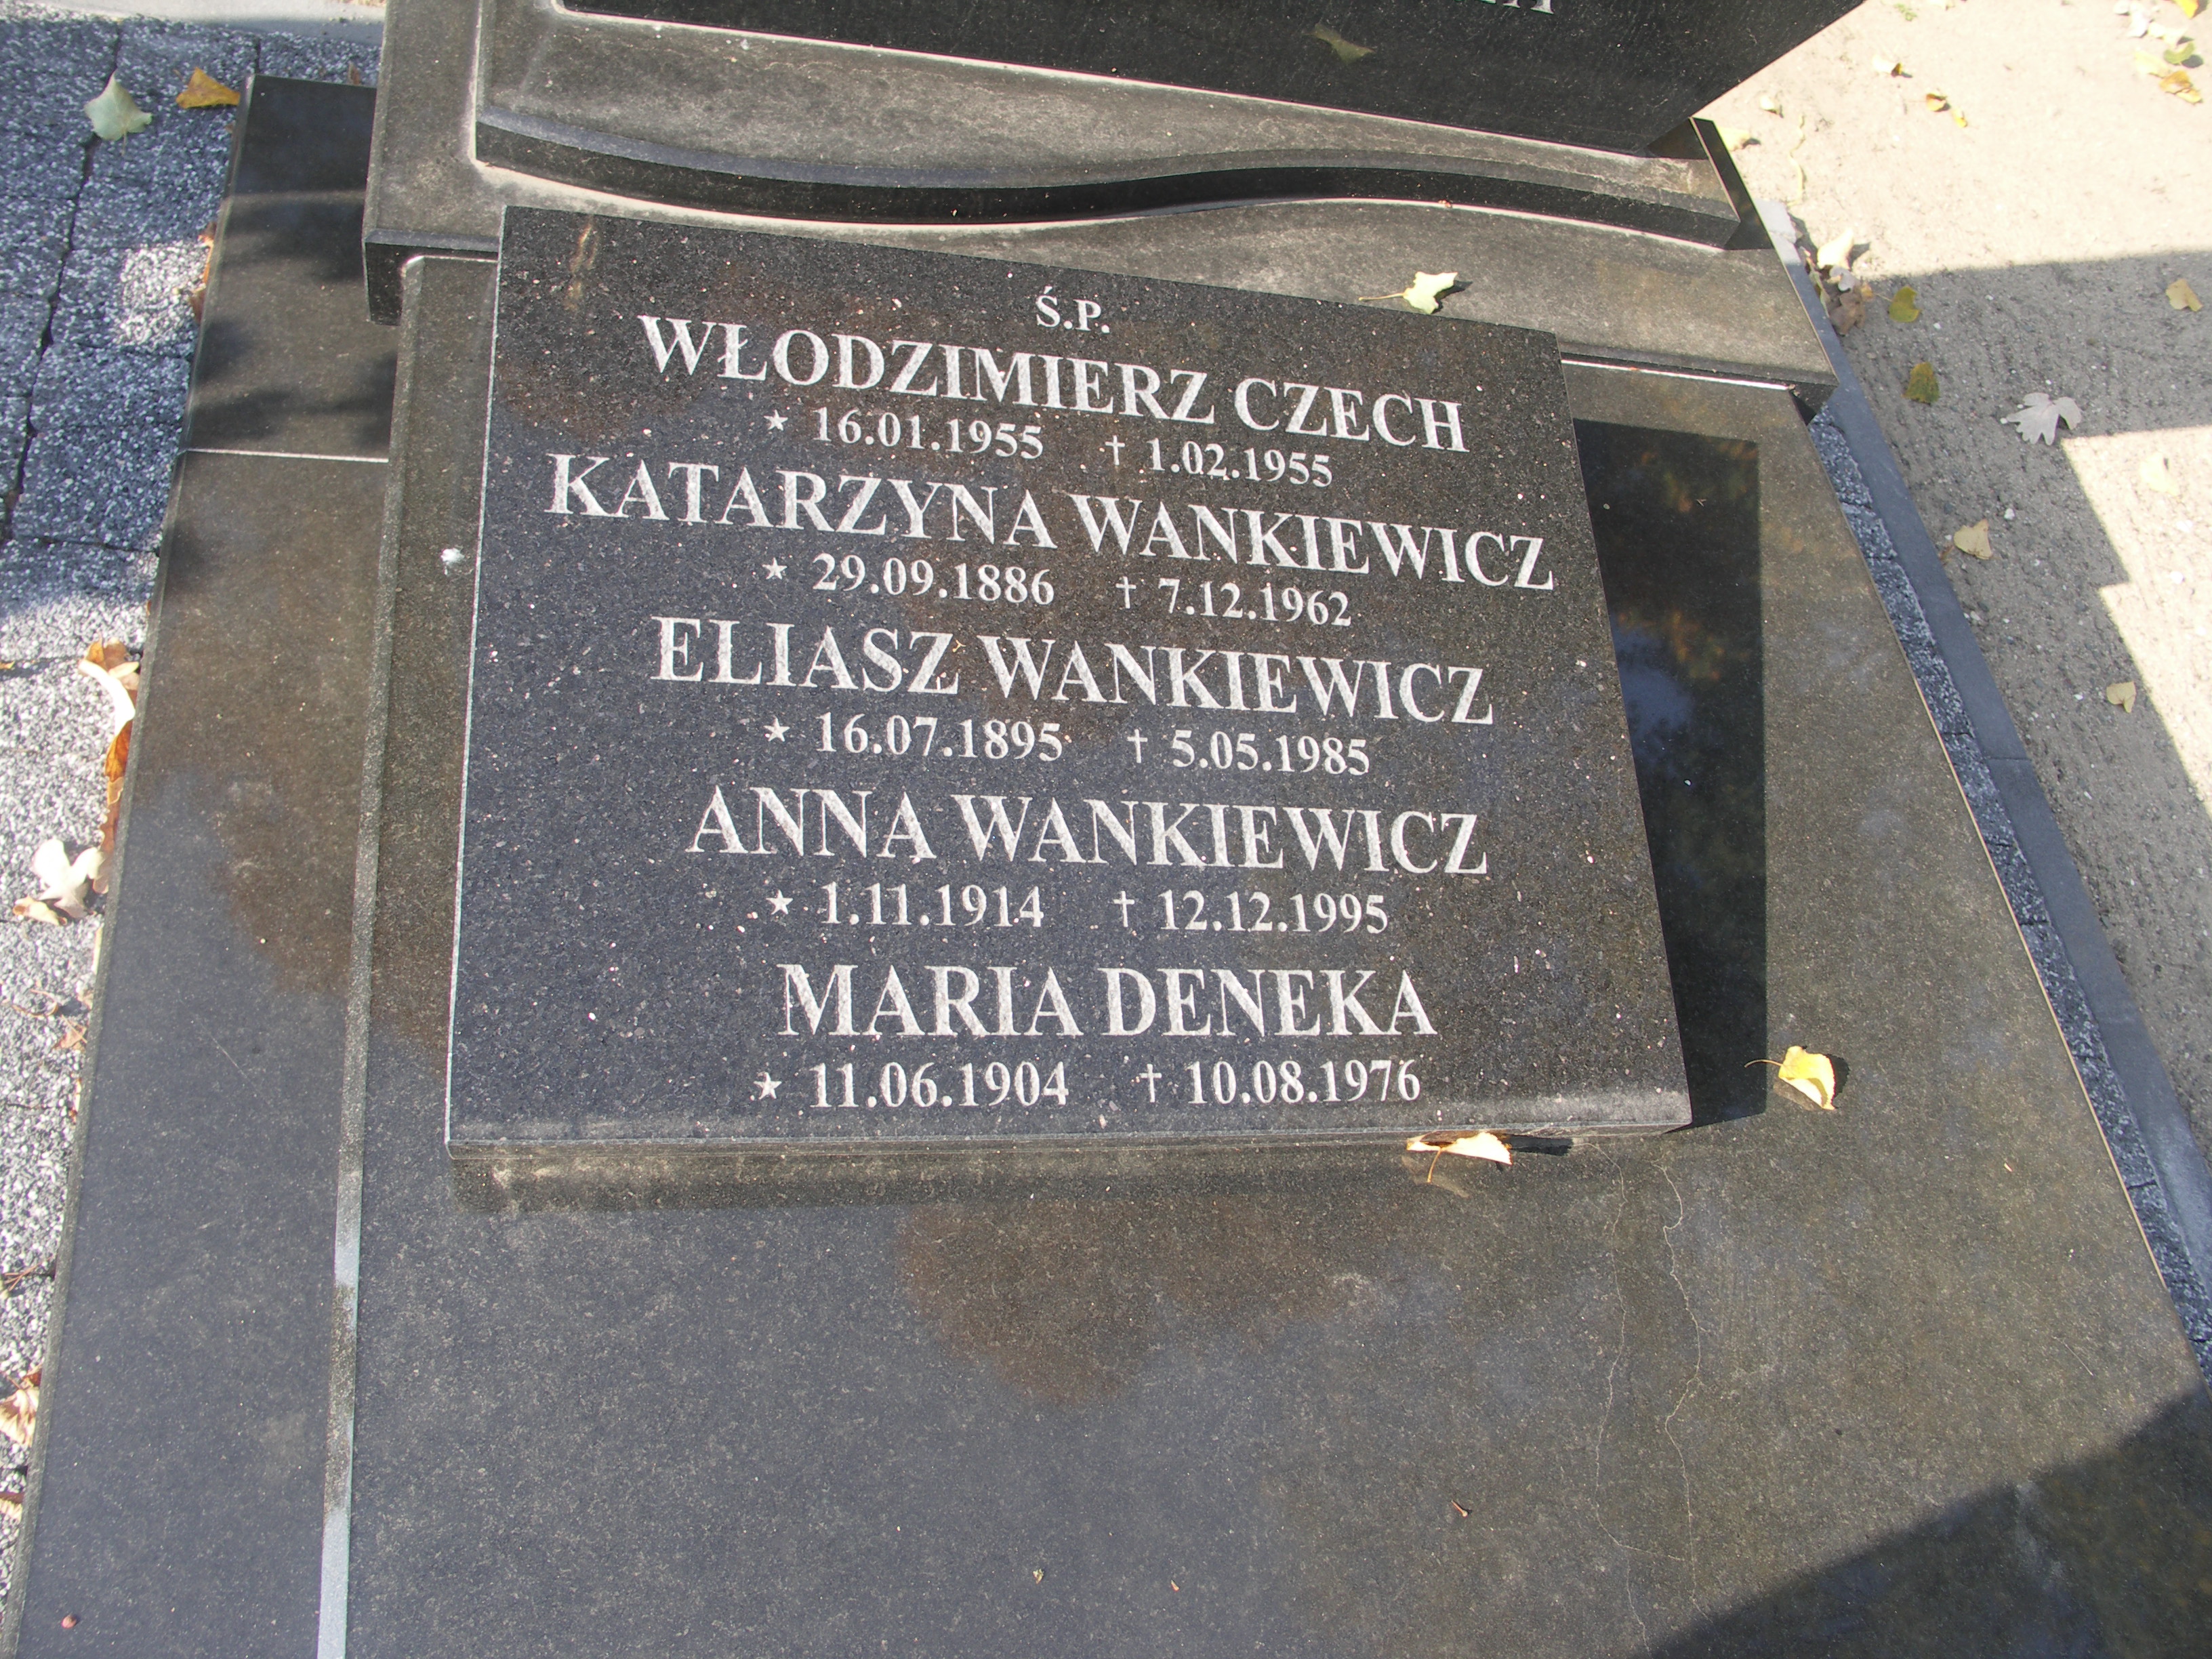 Ś.P.
WŁODZIMIERZ CZECH
★ 16.01.1955 † 1.02.1955
KATARZYNA WANKIEWICZ
★ 29.09.1886 † 7.12.1962
ELIASZ WANKIEWICZ
★ 16.07.1895 † 5.05.1985
ANNA WANKIEWICZ
★ 1.11.1914 † 12.12.1995
MARIA DENEKA
★ 11.06.1904 † 10.08.1976